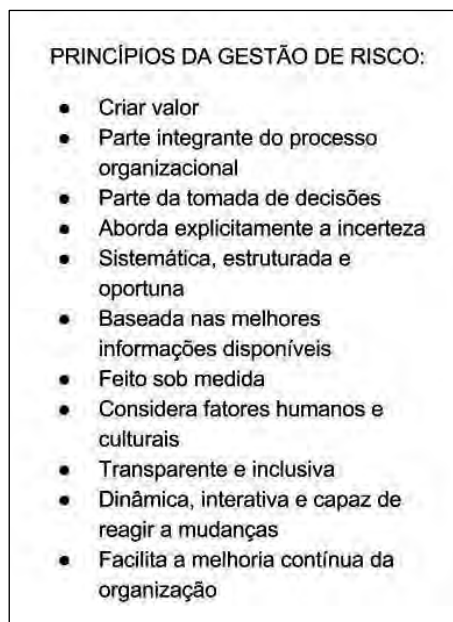 PRINCÍPIOS DA GESTÃO DE RISCO:
● Criar valor
● Parte integrante do processo
organizacional
● Parte da tomada de decisões
● Aborda explicitamente a incerteza
● Sistemática, estruturada e
oportuna
● Baseada nas melhores
informações disponíveis
● Feito sob medida
● Considera fatores humanos e
culturais
● Transparente e inclusiva
● Dinâmica, interativa e capaz de
reagir a mudanças
● Facilita a melhoria contínua da
organização